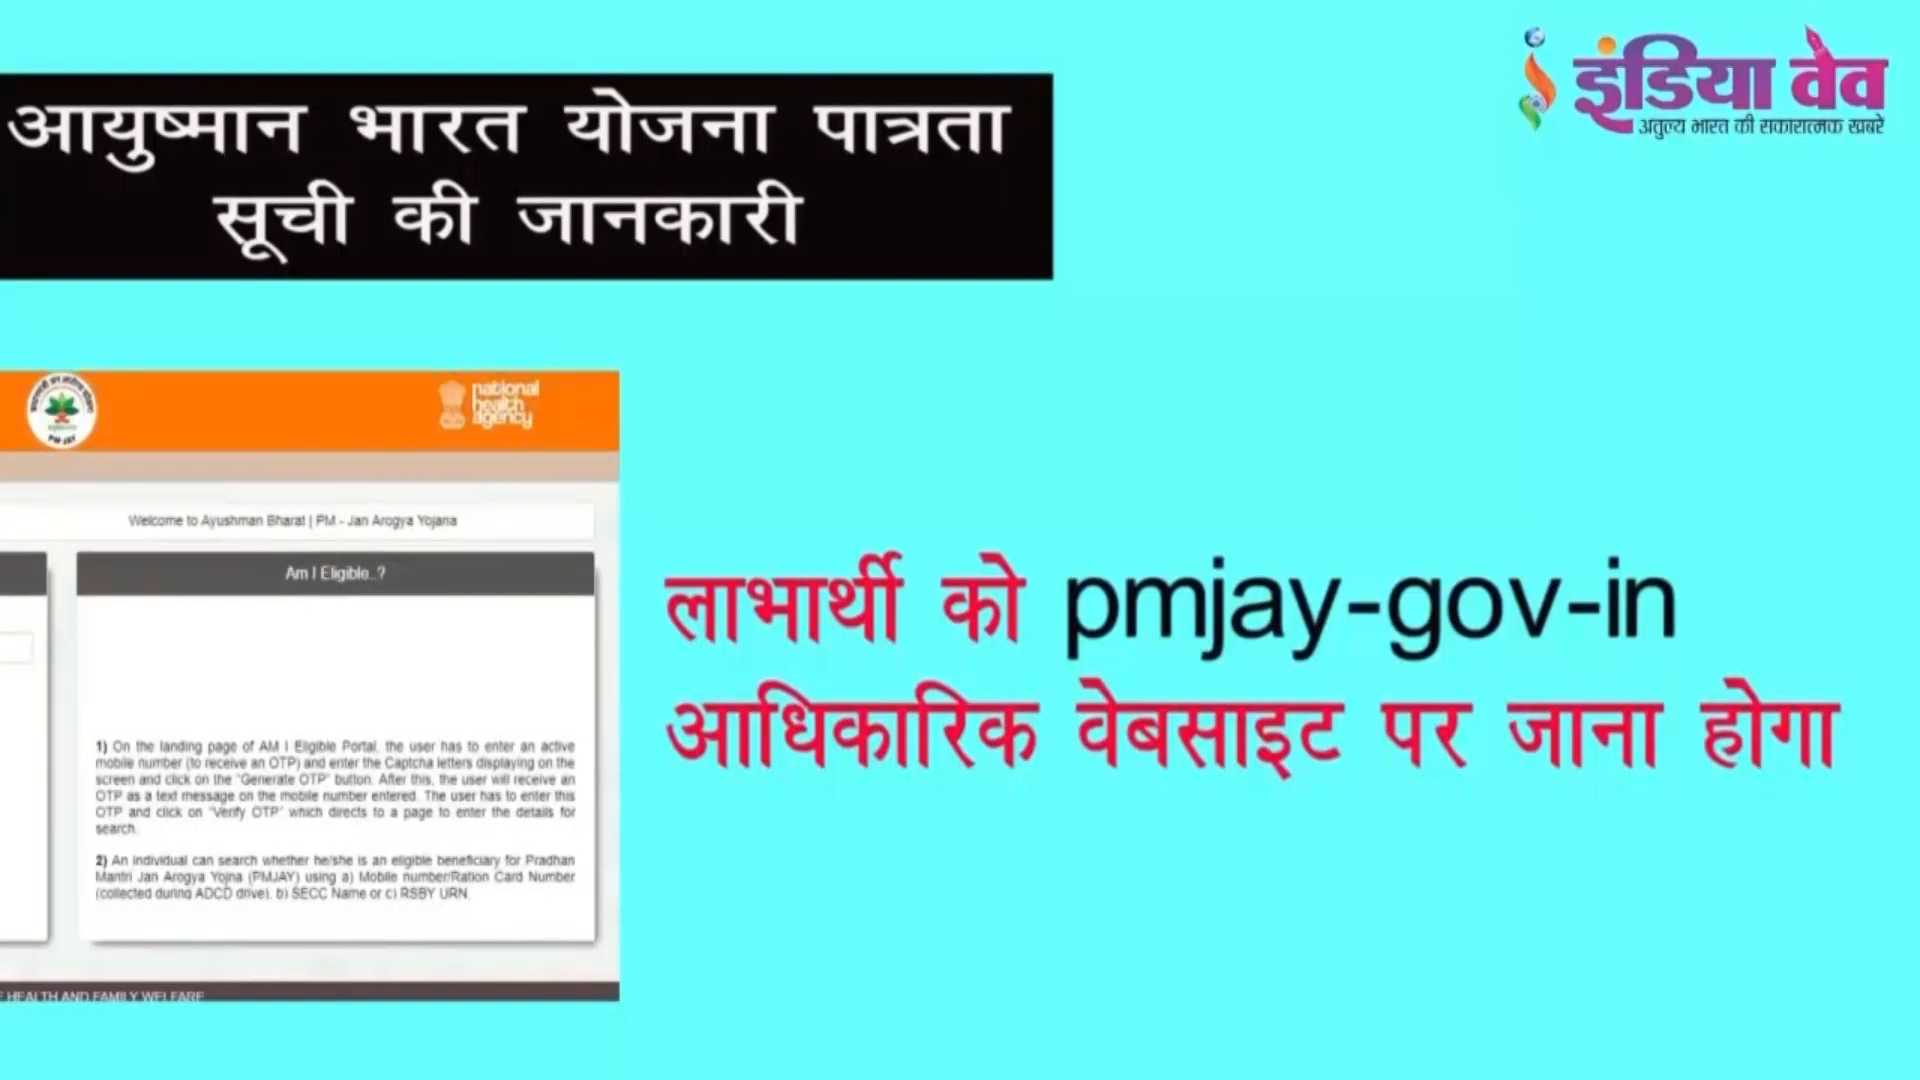 इंडिया वेव
अतुल्य भारत की सकारात्मक खबरें
आयुष्मान भारत योजना पात्रता
सूची की जानकारी
PM-JAY
national
health
agency
Welcome to Ayushman Bharat | PM - Jan Arogya Yojana
Am I Eligible..?
1) On the landing page of AM I Eligible Portal, the user has to enter an active
mobile number (to receive an OTP) and enter the Captcha letters displaying on the
screen and click on the "Generate OTP" button. After this, the user will receive an
OTP as a text message on the mobile number entered. The user has to enter this
OTP and click on "Verify OTP" which directs to a page to enter the details for
search.
2) An individual can search whether he/she is an eligible beneficiary for Pradhan
Mantri Jan Arogya Yojna (PMJAY) using a) Mobile number/Ration Card Number
(collected during ADCD drive), b) SECC Name or c) RSBY URN.
HEALTH AND FAMILY WELFARE
लाभार्थी को pmjay-gov-in
आधिकारिक वेबसाइट पर जाना होगा